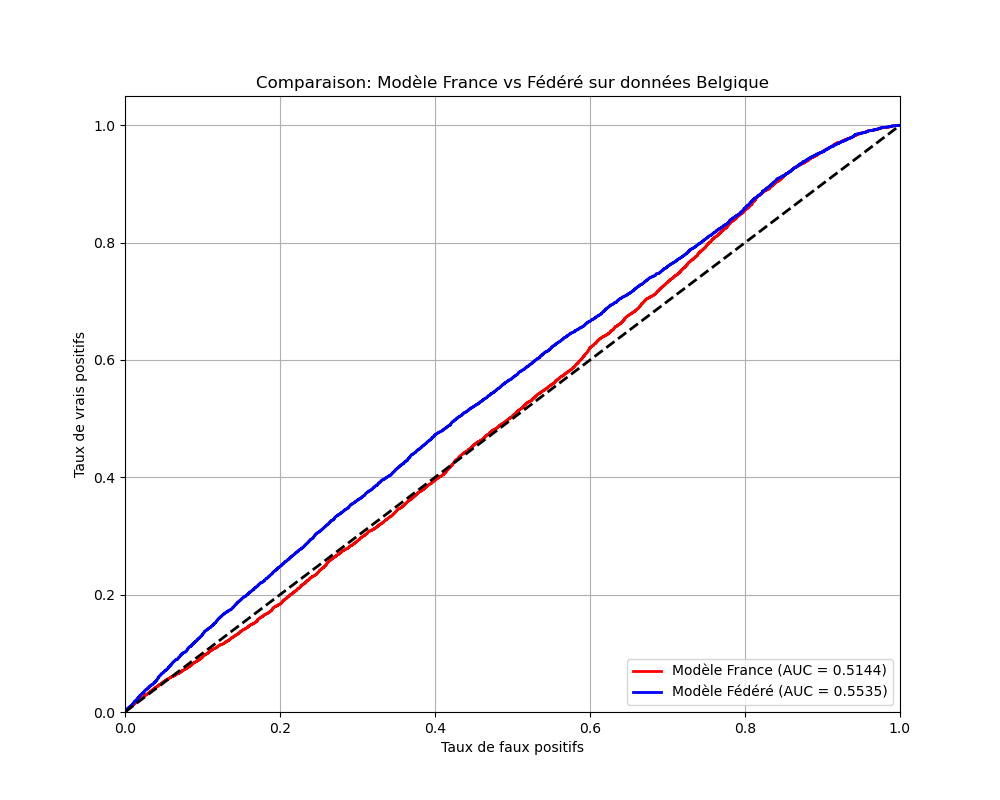 Comparaison: Modèle France vs Fédéré sur données Belgique
Taux de vrais positifs
1.0
0.8
0.6
0.4
0.2
0.0
0.0 0.2 0.4 0.6 0.8 1.0
Taux de faux positifs
Modèle France (AUC = 0.5144)
Modèle Fédéré (AUC = 0.5535)